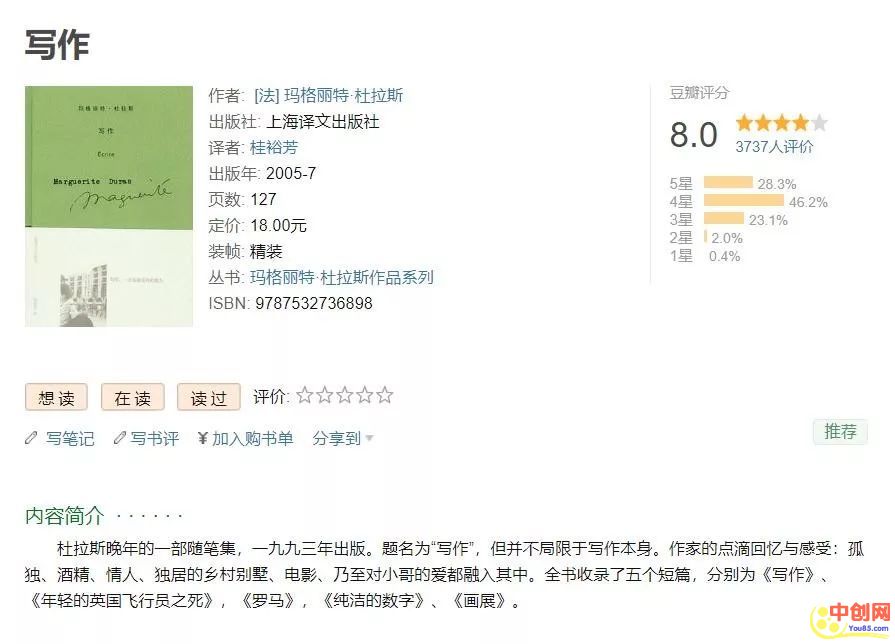 写作
玛格丽特·杜拉斯
写作
Ecrire
Marguerite Duras
Marguerite
作者: [法] 玛格丽特·杜拉斯
出版社: 上海译文出版社
译者: 桂裕芳
出版年: 2005-7
页数: 127
定价: 18.00元
装帧: 精装
丛书: 玛格丽特·杜拉斯作品系列
ISBN: 9787532736898
豆瓣评分
8.0
3737人评价
5星 28.3%
4星 46.2%
3星 23.1%
2星 2.0%
1星 0.4%
想读 在读 读过 评价:
写笔记 写书评 ¥加入购书单 分享到
推荐
内容简介 · · · · · ·
杜拉斯晚年的一部随笔集，一九九三年出版。题名为“写作”，但并不局限于写作本身。作家的点滴回忆与感受：孤
独、酒精、情人、独居的乡村别墅、电影、乃至对小哥的爱都融入其中。全书收录了五个短篇，分别为《写作》、
《年轻的英国飞行员之死》，《罗马》，《纯洁的数字》、《画展》。
中创网
You85.com